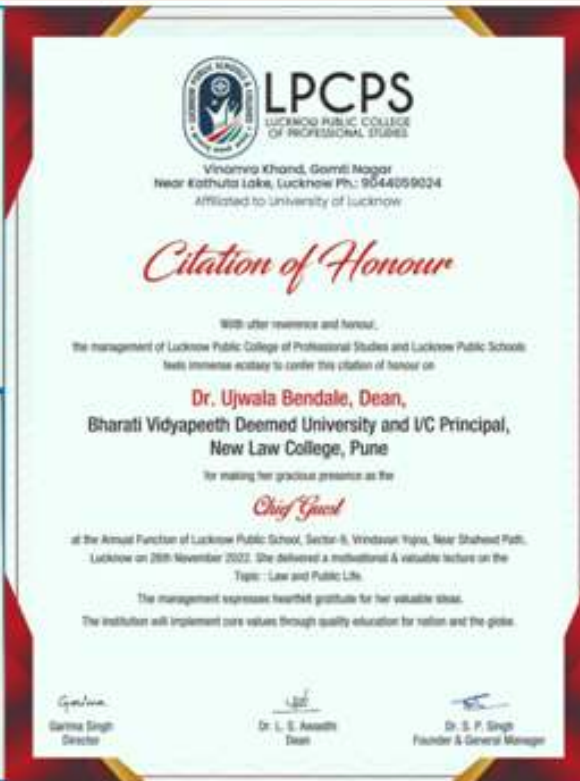 LUCKNOW PUBLIC SCHOOLS & COLLEGES
LPCPS
LUCKNOW PUBLIC COLLEGE
OF PROFESSIONAL STUDIES
Vinamra Khand, Gomti Nagar
Near Kathuta Lake, Lucknow Ph.: 9044059024
Affiliated to University of Lucknow
Citation of Honour
With utter reverence and honour,
the management of Lucknow Public College of Professional Studies and Lucknow Public Schools
feels immense ecstasy to confer this citation of honour on
Dr. Ujwala Bendale, Dean,
Bharati Vidyapeeth Deemed University and I/C Principal,
New Law College, Pune
for making her gracious presence as the
Chief Guest
at the Annual Function of Lucknow Public School, Sector-9, Vrindavan Yojna, Near Shaheed Path,
Lucknow on 26th November 2022. She delivered a motivational & valuable lecture on the
Topic : Law and Public Life.
The management expresses heartfelt gratitude for her valuable ideas.
The institution will implement core values through quality education for nation and the globe.
Garima
Garima Singh
Director
Dr. L. S. Awasthi
Dean
Dr. S. P. Singh
Founder & General Manager